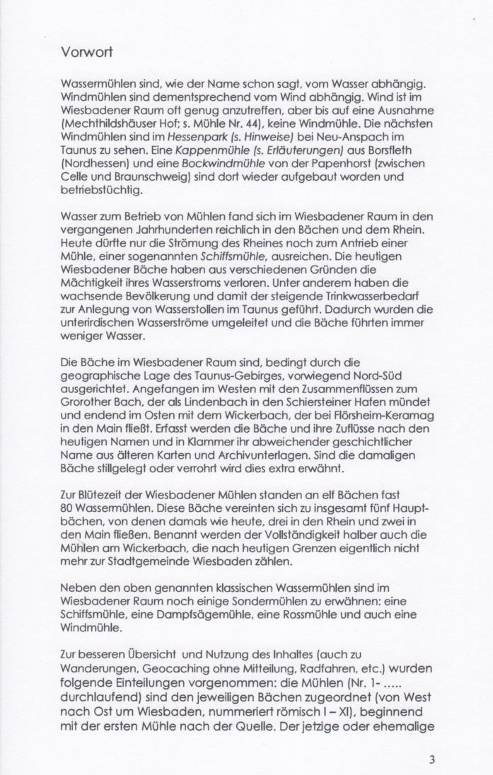 Vorwort
Wassermühlen sind, wie der Name schon sagt, vom Wasser abhängig.
Windmühlen sind dementsprechend vom Wind abhängig. Wind ist im
Wiesbadener Raum oft genug anzutreffen, aber bis auf eine Ausnahme
(Mechthildshäuser Hof; s. Mühle Nr. 44), keine Windmühle. Die nächsten
Windmühlen sind im Hessenpark (s. Hinweise) bei Neu-Anspach im
Taunus zu sehen. Eine Kappenmühle (s. Erläuterungen) aus Borsfleth
(Nordhessen) und eine Bockwindmühle von der Papenhorst (zwischen
Celle und Braunschweig) sind dort wieder aufgebaut worden und
betriebstüchtig.
Wasser zum Betrieb von Mühlen fand sich im Wiesbadener Raum in den
vergangenen Jahrhunderten reichlich in den Bächen und dem Rhein.
Heute dürfte nur die Strömung des Rheines noch zum Antrieb einer
Mühle, einer sogenannten Schiffsmühle, ausreichen. Die heutigen
Wiesbadener Bäche haben aus verschiedenen Gründen die
Mächtigkeit ihres Wasserstroms verloren. Unter anderem haben die
wachsende Bevölkerung und damit der steigende Trinkwasserbedarf
zur Anlegung von Wasserstollen im Taunus geführt. Dadurch wurden die
unterirdischen Wasserströme umgeleitet und die Bäche führten immer
weniger Wasser.
Die Bäche im Wiesbadener Raum sind, bedingt durch die
geographische Lage des Taunus-Gebirges, vorwiegend Nord-Süd
ausgerichtet. Angefangen im Westen mit den Zusammenflüssen zum
Grorother Bach, der als Lindenbach in den Schiersteiner Hafen mündet
und endend im Osten mit dem Wickerbach, der bei Flörsheim-Keramag
in den Main fließt. Erfasst werden die Bäche und ihre Zuflüsse nach den
heutigen Namen und in Klammer ihr abweichender geschichtlicher
Name aus älteren Karten und Archivunterlagen. Sind die damaligen
Bäche stillgelegt oder verrohrt wird dies extra erwähnt.
Zur Blütezeit der Wiesbadener Mühlen standen an elf Bächen fast
80 Wassermühlen. Diese Bäche vereinten sich zu insgesamt fünf Haupt-
bächen, von denen damals wie heute, drei in den Rhein und zwei in
den Main fließen. Benannt werden der Vollständigkeit halber auch die
Mühlen am Wickerbach, die nach heutigen Grenzen eigentlich nicht
mehr zur Stadtgemeinde Wiesbaden zählen.
Neben den oben genannten klassischen Wassermühlen sind im
Wiesbadener Raum noch einige Sondermühlen zu erwähnen: eine
Schiffsmühle, eine Dampfsägemühle, eine Rossmühle und auch eine
Windmühle.
Zur besseren Übersicht und Nutzung des Inhaltes (auch zu
Wanderungen, Geocaching ohne Mitteilung, Radfahren, etc.) wurden
folgende Einteilungen vorgenommen: die Mühlen (Nr. 1- .....
durchlaufend) sind den jeweiligen Bächen zugeordnet (von West
nach Ost um Wiesbaden, nummeriert römisch I – XI), beginnend
mit der ersten Mühle nach der Quelle. Der jetzige oder ehemalige
3